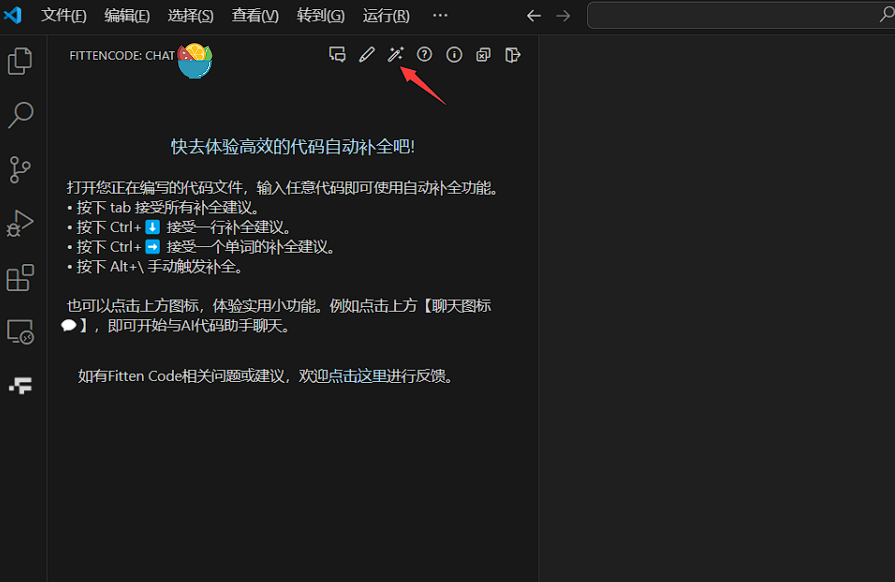 文件(F) 编辑(E) 选择(S) 查看(V) 转到(G) 运行(R) ···
FITTENCODE: CHAT
快去体验高效的代码自动补全吧!
打开您正在编写的代码文件，输入任意代码即可使用自动补全功能。
• 按下 tab 接受所有补全建议。
• 按下 Ctrl+⬇️ 接受一行补全建议。
• 按下 Ctrl+➡️ 接受一个单词的补全建议。
• 按下 Alt+\ 手动触发补全。
也可以点击上方图标，体验实用小功能。例如点击上方【聊天图标
💬】，即可开始与AI代码助手聊天。
如有Fitten Code相关问题或建议，欢迎点击这里进行反馈。